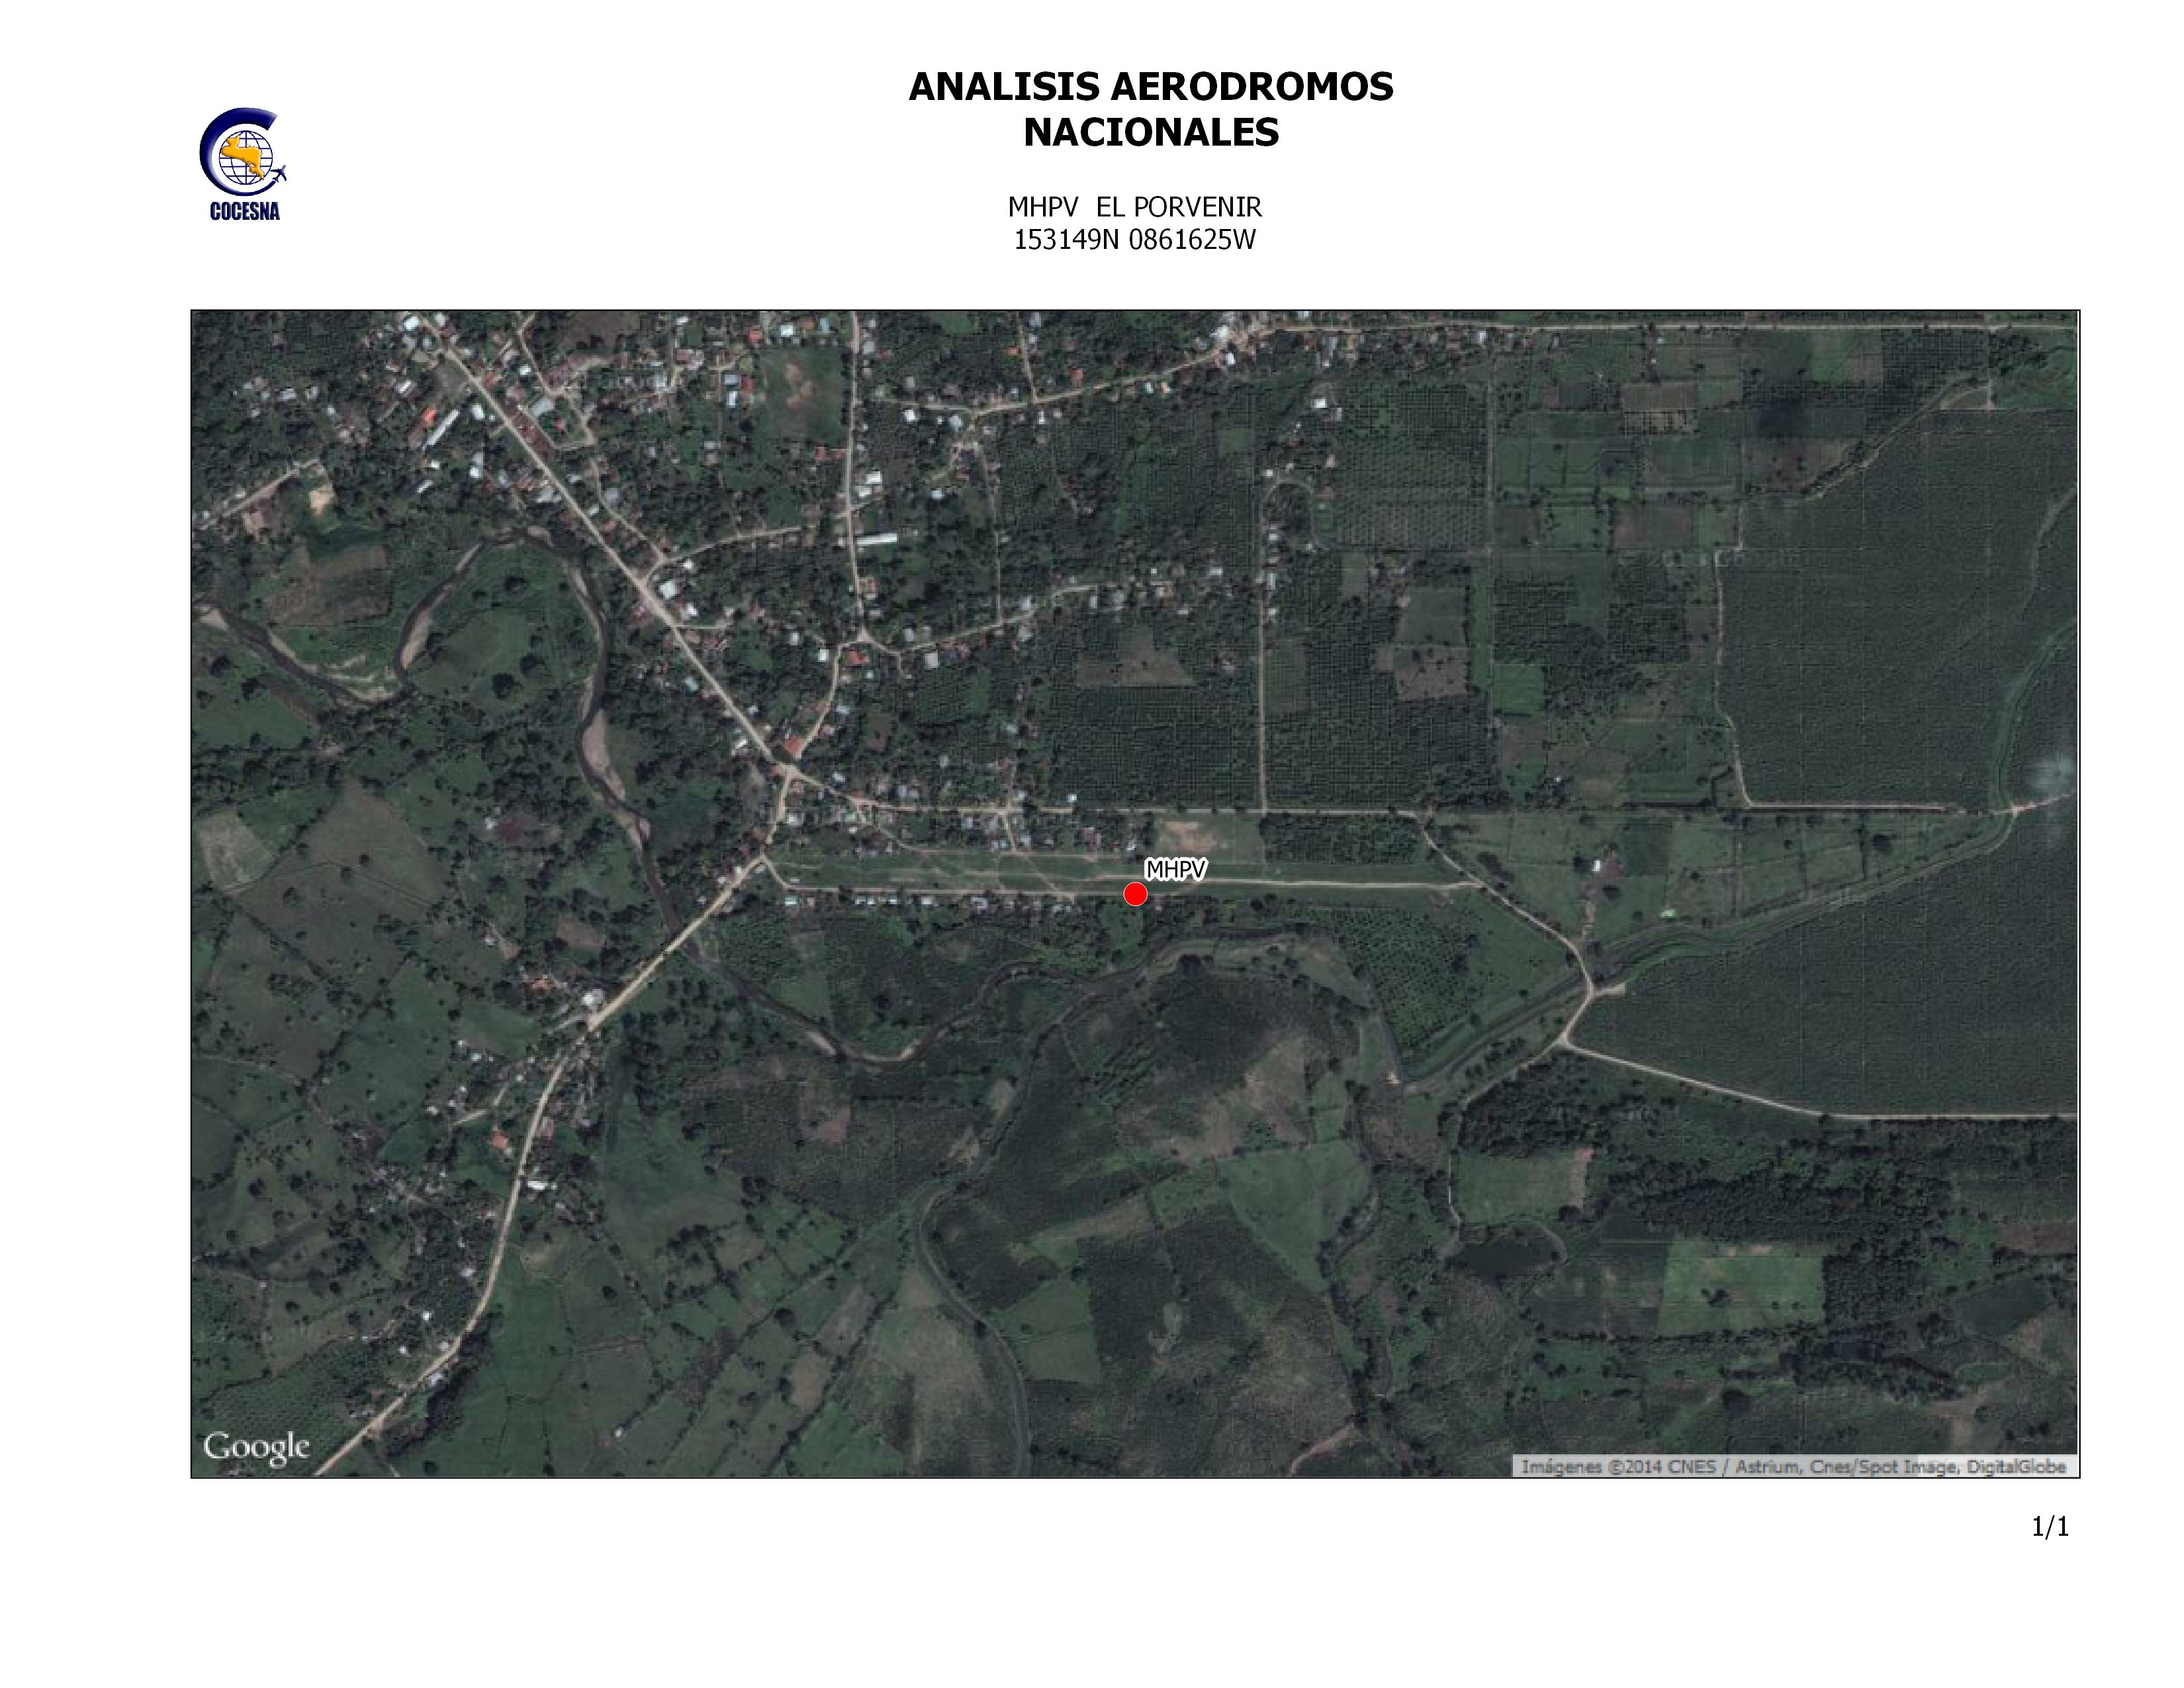 ANALISIS AERODROMOS
NACIONALES
COCESNA
MHPV EL PORVENIR
153149N 0861625W
MHPV
Google
Imágenes ©2014 CNES / Astrium, Cnes/Spot Image, DigitalGlobe
1/1